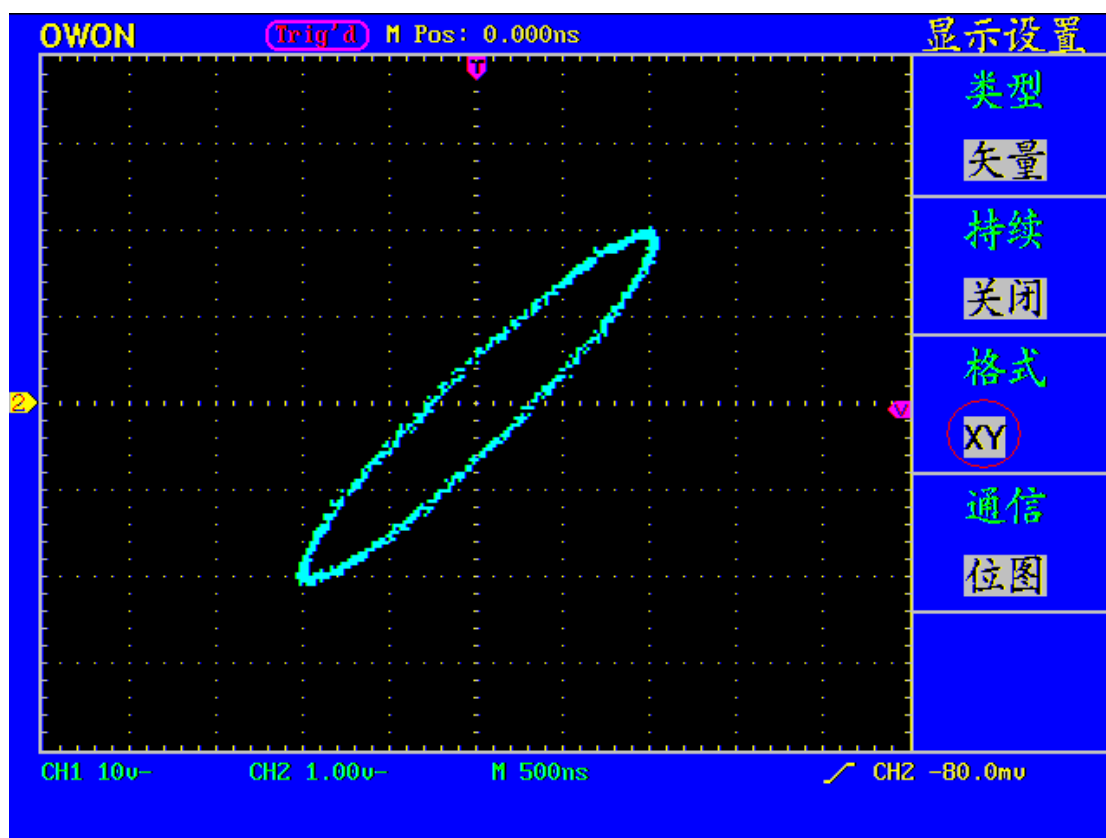 OWON Trig'd M Pos: 0.000ns 显示设置
T
类型
矢量
持续
关闭
格式
2
V
XY
通信
位图
CH1 10v- CH2 1.00v- M 500ns CH2 -80.0mv